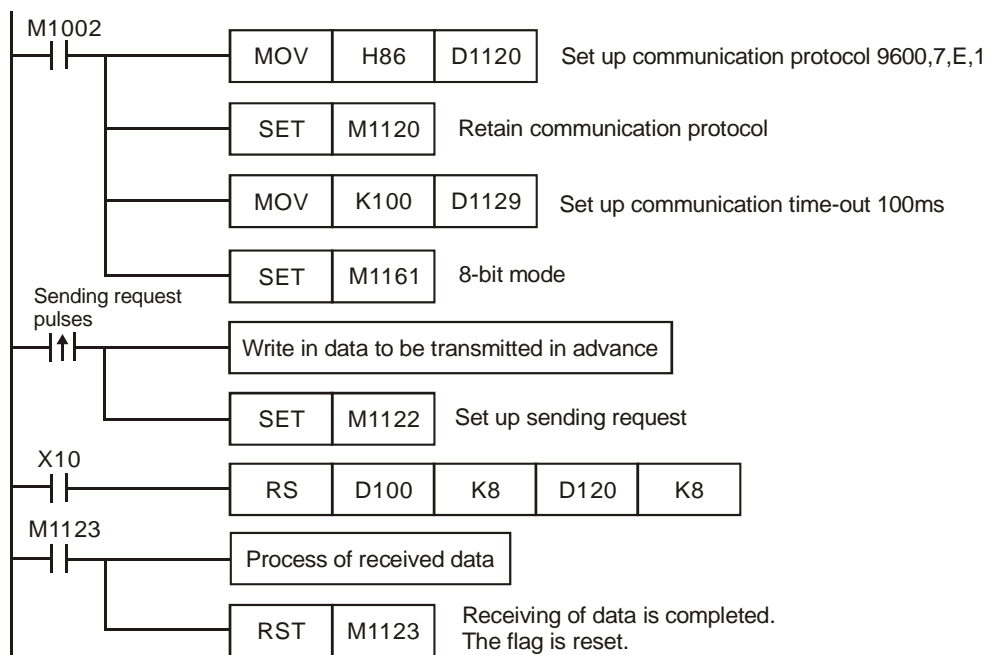 M1002
MOV H86 D1120 Set up communication protocol 9600,7,E,1
SET M1120 Retain communication protocol
MOV K100 D1129 Set up communication time-out 100ms
SET M1161 8-bit mode
Sending request
pulses
Write in data to be transmitted in advance
SET M1122 Set up sending request
X10
RS D100 K8 D120 K8
M1123
Process of received data
RST M1123 Receiving of data is completed.
The flag is reset.